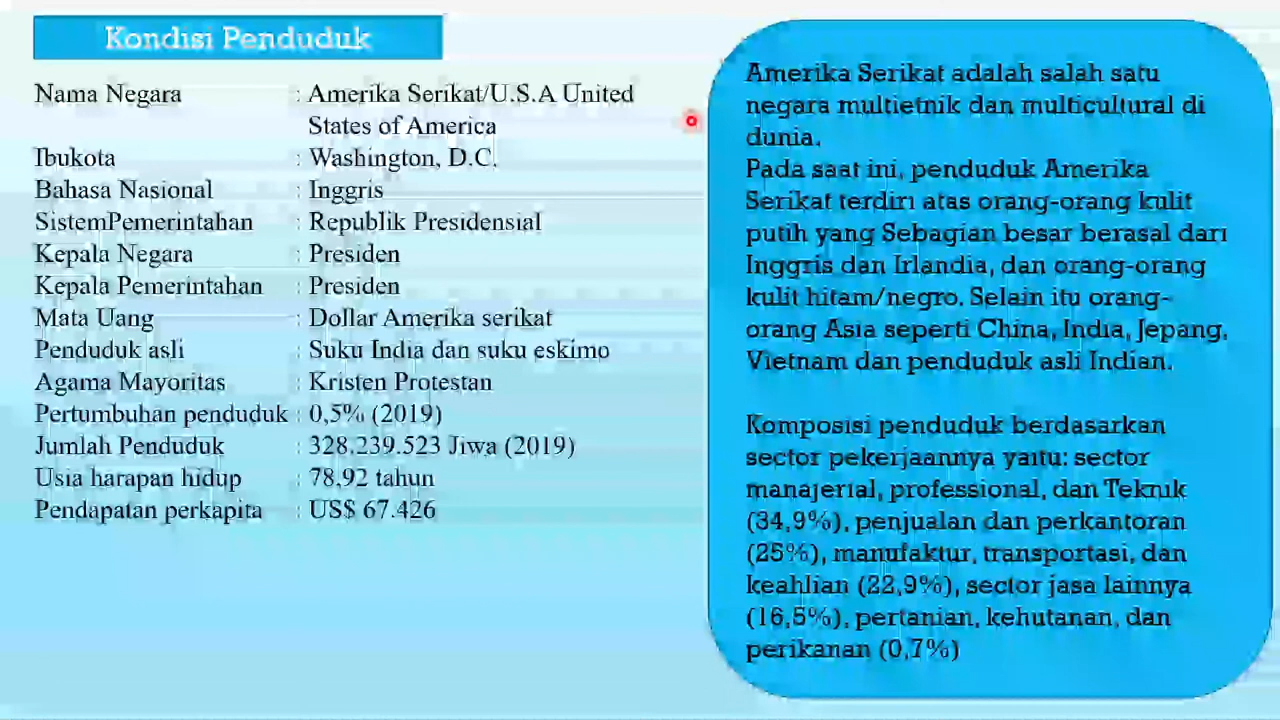 Kondisi Penduduk
Nama Negara : Amerika Serikat/U.S.A United
States of America
Ibukota : Washington, D.C.
Bahasa Nasional : Inggris
SistemPemerintahan : Republik Presidensial
Kepala Negara : Presiden
Kepala Pemerintahan : Presiden
Mata Uang : Dollar Amerika serikat
Penduduk asli : Suku India dan suku eskimo
Agama Mayoritas : Kristen Protestan
Pertumbuhan penduduk : 0,5% (2019)
Jumlah Penduduk : 328.239.523 Jiwa (2019)
Usia harapan hidup : 78,92 tahun
Pendapatan perkapita : US$ 67.426
Amerika Serikat adalah salah satu
negara multietnik dan multicultural di
dunia.
Pada saat ini, penduduk Amerika
Serikat terdiri atas orang-orang kulit
putih yang Sebagian besar berasal dari
Inggris dan Irlandia, dan orang-orang
kulit hitam/negro. Selain itu orang-
orang Asia seperti China, India, Jepang,
Vietnam dan penduduk asli Indian.
Komposisi penduduk berdasarkan
sector pekerjaannya yaitu: sector
manajerial, professional, dan Teknik
(34,9%), penjualan dan perkantoran
(25%), manufaktur, transportasi, dan
keahlian (22,9%), sector jasa lainnya
(16,5%), pertanian, kehutanan, dan
perikanan (0,7%)